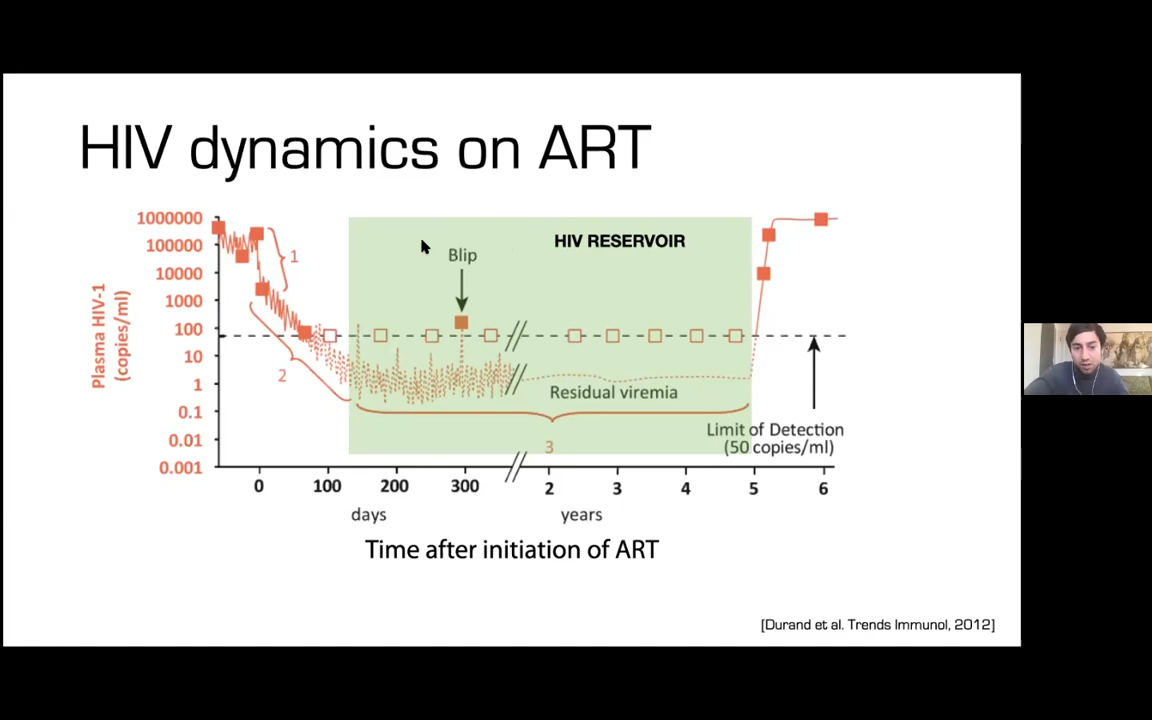 HIV dynamics on ART
1000000
100000
10000
1000
100
10
1
0.1
0.01
0.001
Plasma HIV-1
(copies/ml)
1
2
Blip
HIV RESERVOIR
Residual viremia
3
Limit of Detection
(50 copies/ml)
0 100 200 300 2 3 4 5 6
days years
Time after initiation of ART
[Durand et al. Trends Immunol, 2012]